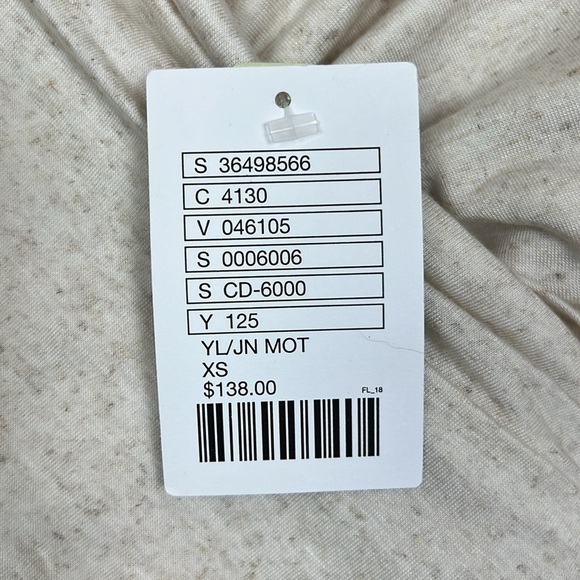 S 36498566
C 4130
V 046105
S 0006006
S CD-6000
Y 125
YL/JN MOT
XS
$138.00
FL_18